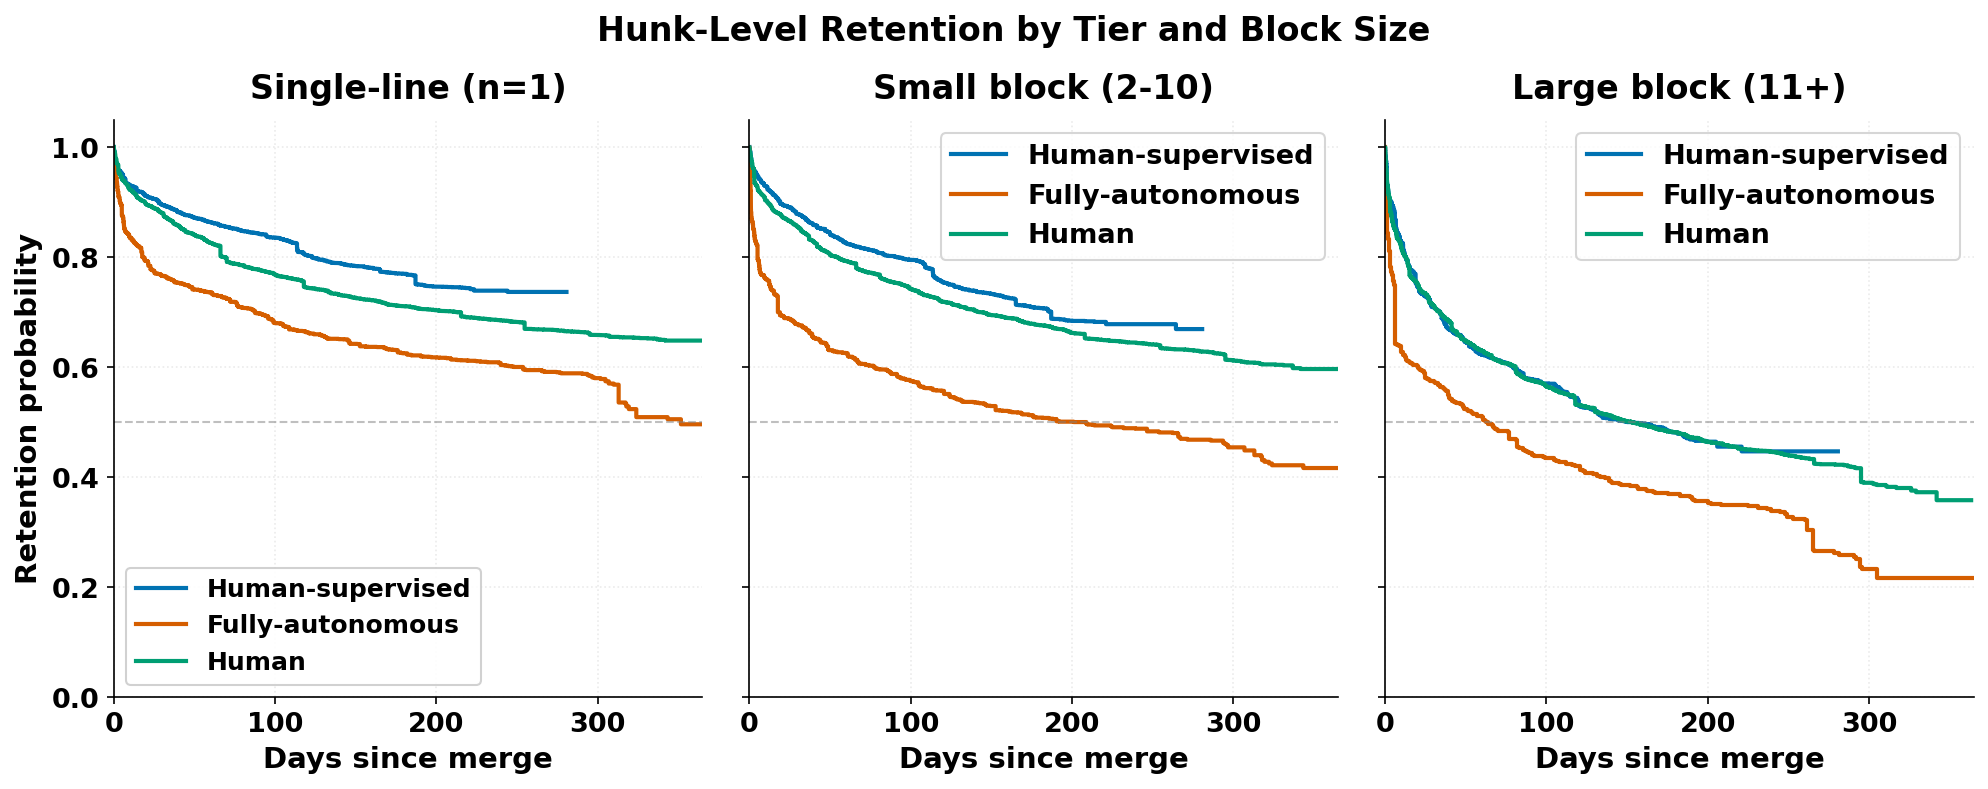 Hunk-Level Retention by Tier and Block Size
Single-line (n=1)
Retention probability
1.0
0.8
0.6
0.4
0.2
0.0
Human-supervised
Fully-autonomous
Human
0
100
200
300
Days since merge
Small block (2-10)
Human-supervised
Fully-autonomous
Human
0
100
200
300
Days since merge
Large block (11+)
Human-supervised
Fully-autonomous
Human
0
100
200
300
Days since merge